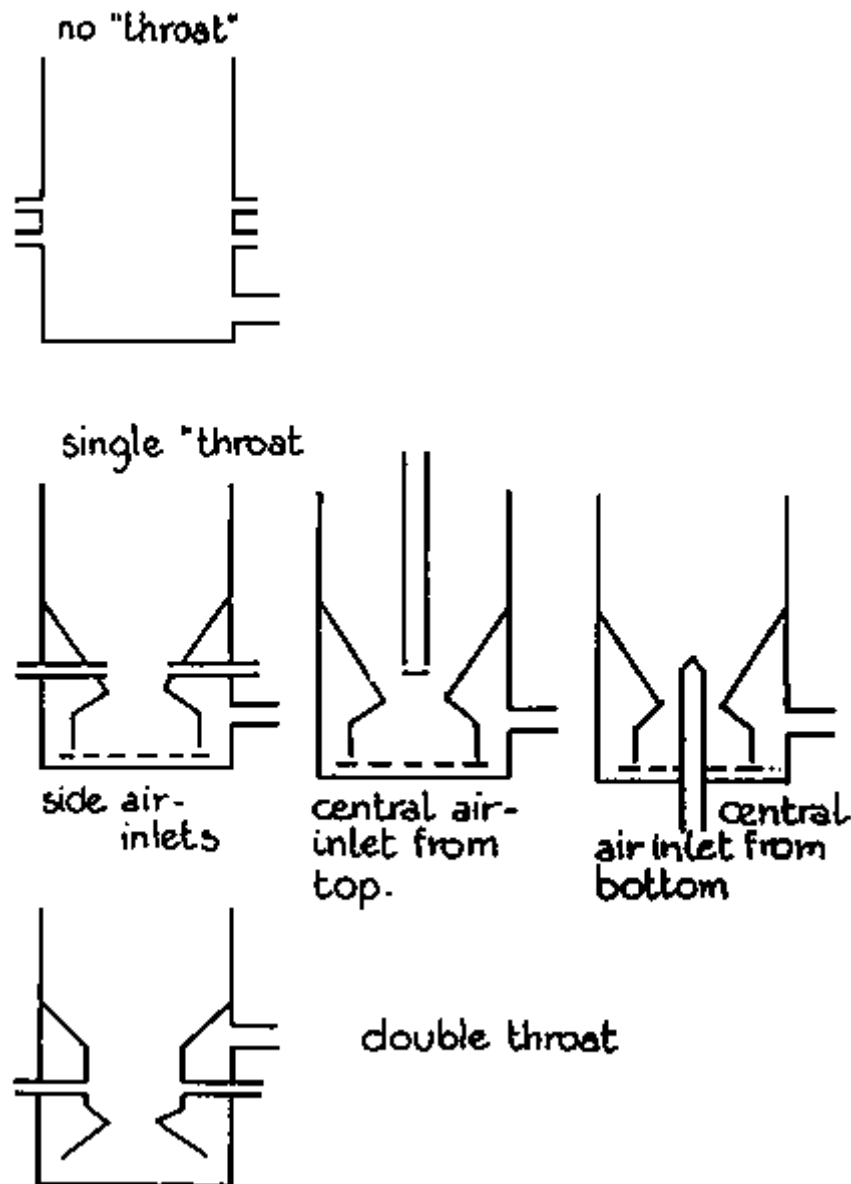 no "throat"
single "throat
side air-
inlets
central air-
inlet from
top.
central
air inlet from
bottom
double throat